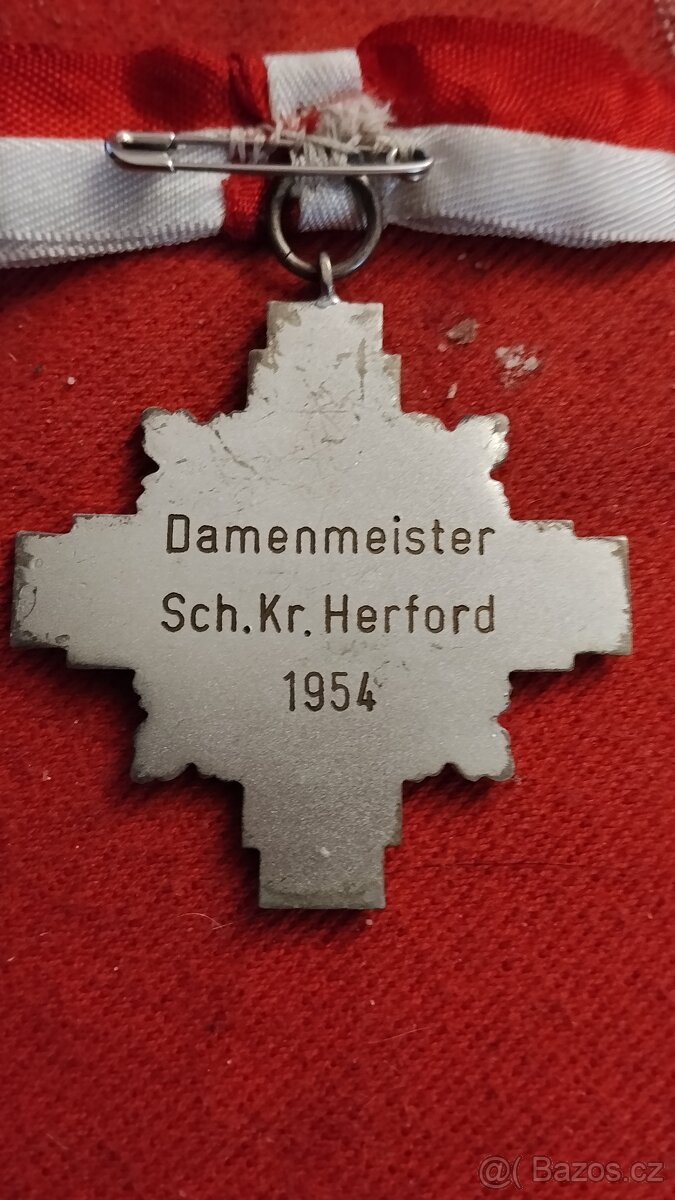 Damenmeister
Sch.Kr. Herford
1954
@( Bazos.cz